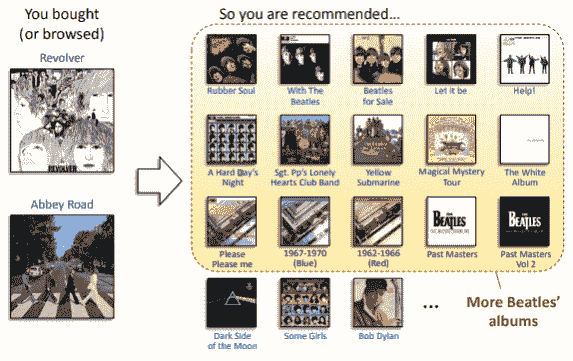 You bought
(or browsed)
So you are recommended...
Revolver
REVOLVER
Abbey Road
Rubber Soul
With The
Beatles
Beatles
for Sale
Let it be
Help!
A Hard Day's
Night
Sgt. Pp's Lonely
Hearts Club Band
Yellow
Submarine
Magical Mystery
Tour
The White
Album
Please
Please me
1967-1970
(Blue)
1962-1966
(Red)
BEATLES
Past Masters
BEATLES
Past Masters
Vol 2
Dark Side
of the Moon
Some Girls
Bob Dylan
...
More Beatles'
albums